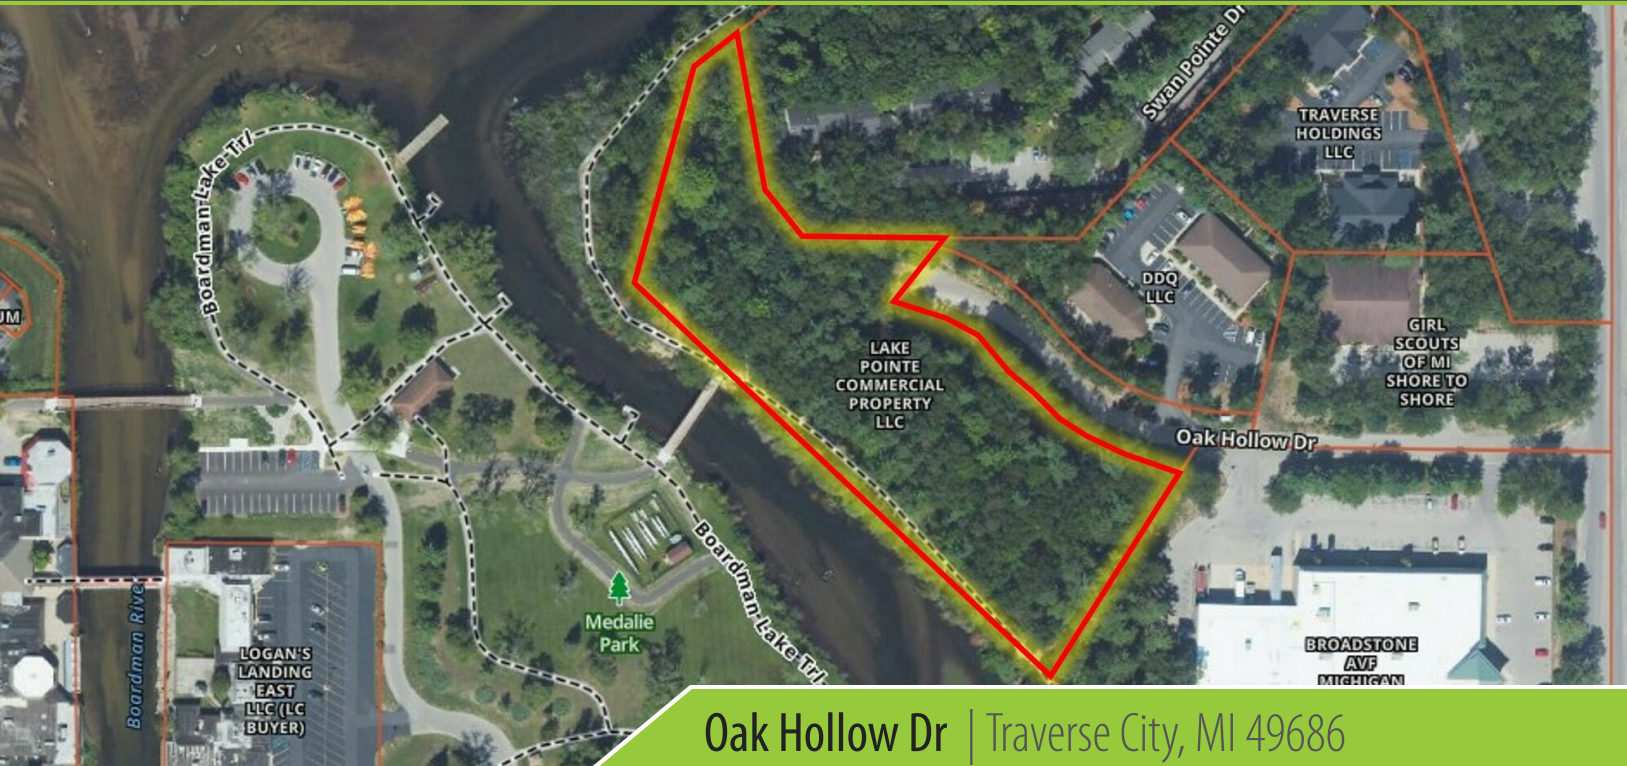 Swan Pointe Dr
TRAVERSE
HOLDINGS
LLC
Boardman Lake Trl
DDQ
LLC
UM
GIRL
SCOUTS
OF MI
SHORE TO
SHORE
LAKE
POINTE
COMMERCIAL
PROPERTY
LLC
Oak Hollow Dr
Boardman Lake Trl
Medalie
Park
Boardman River
LOGAN'S
LANDING
EAST
LLC (LC
BUYER)
BROADSTONE
AVF
MICHIGAN
Oak Hollow Dr | Traverse City, MI 49686